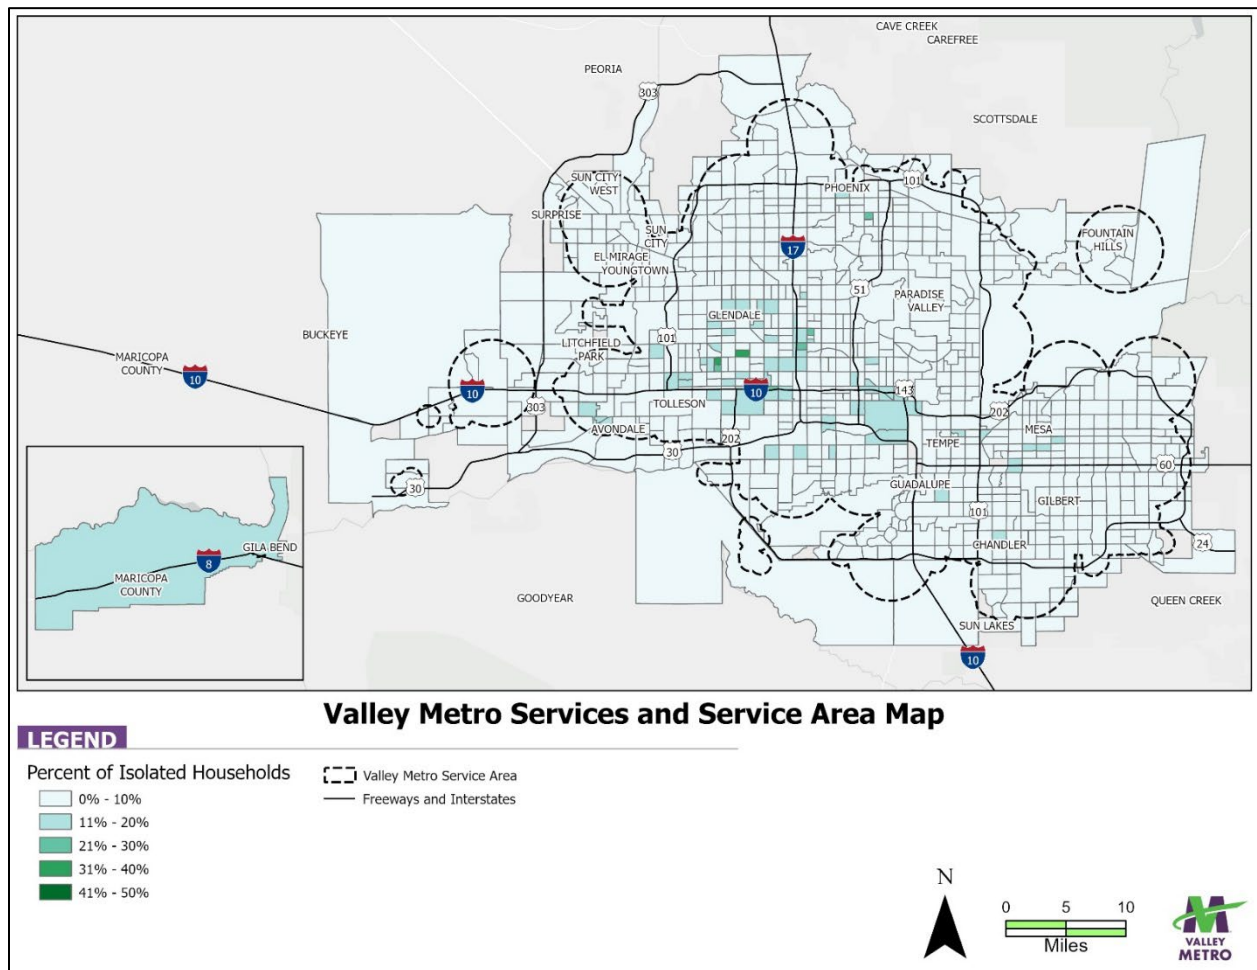 CAVE CREEK
CAREFREE
PEORIA
303
SCOTTSDALE
SUN CITY
WEST
PHOENIX
101
SURPRISE
SUN
CITY
FOUNTAIN
HILLS
17
EL MIRAGE
YOUNGTOWN
51
PARADISE
VALLEY
GLENDALE
BUCKEYE
101
LITCHFIELD
PARK
MARICOPA
COUNTY
10
10
10
143
303
TOLLESON
202
AVONDALE
202
MESA
TEMPE
30
60
30
GUADALUPE
GILBERT
101
CHANDLER
24
GILA BEND
8
MARICOPA
COUNTY
GOODYEAR
QUEEN CREEK
SUN LAKES
10
Valley Metro Services and Service Area Map
LEGEND
Percent of Isolated Households
0% - 10%
11% - 20%
21% - 30%
31% - 40%
41% - 50%
Valley Metro Service Area
Freeways and Interstates
N
0 5 10
Miles
VALLEY
METRO